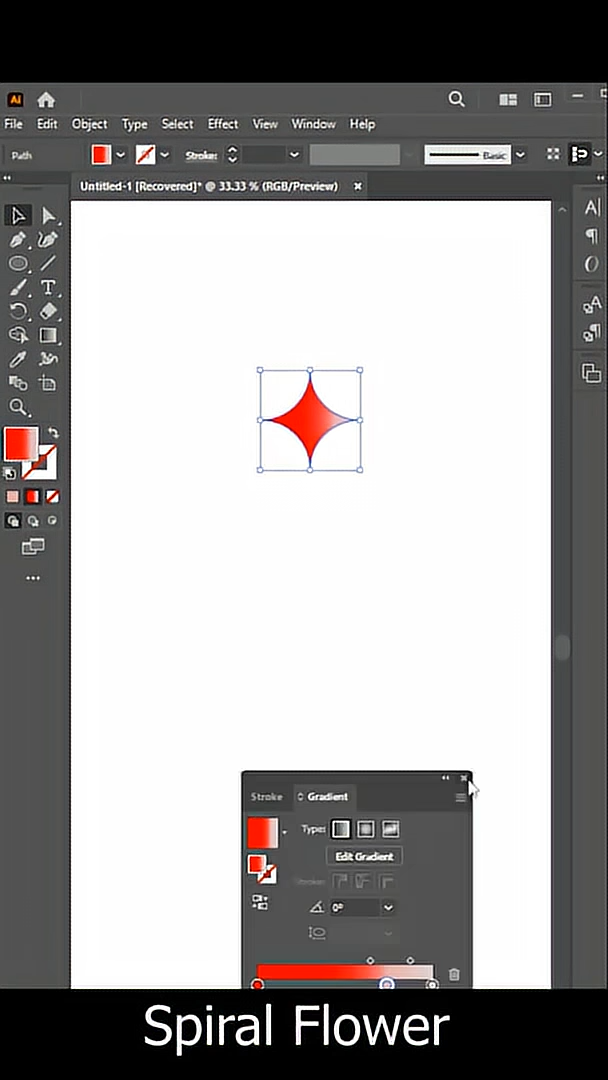 Ai
File Edit Object Type Select Effect View Window Help
Path Stroke: Basic
Untitled-1 [Recovered]* @ 33.33 % (RGB/Preview) ×
Stroke Gradient
Type:
Edit Gradient
Stroke:
0°
Spiral Flower